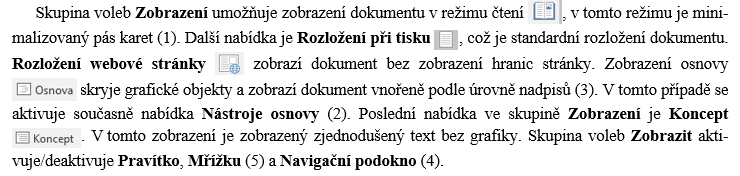 Skupina voleb Zobrazení umožňuje zobrazení dokumentu v režimu čtení , v tomto režimu je mini-
malizovaný pás karet (1). Další nabídka je Rozložení při tisku , což je standardní rozložení dokumentu.
Rozložení webové stránky zobrazí dokument bez zobrazení hranic stránky. Zobrazení osnovy
Osnova skryje grafické objekty a zobrazí dokument vnořeně podle úrovně nadpisů (3). V tomto případě se
aktivuje současně nabídka Nástroje osnovy (2). Poslední nabídka ve skupině Zobrazení je Koncept
Koncept . V tomto zobrazení je zobrazený zjednodušený text bez grafiky. Skupina voleb Zobrazit akti-
vuje/deaktivuje Pravítko, Mřížku (5) a Navigační podokno (4).